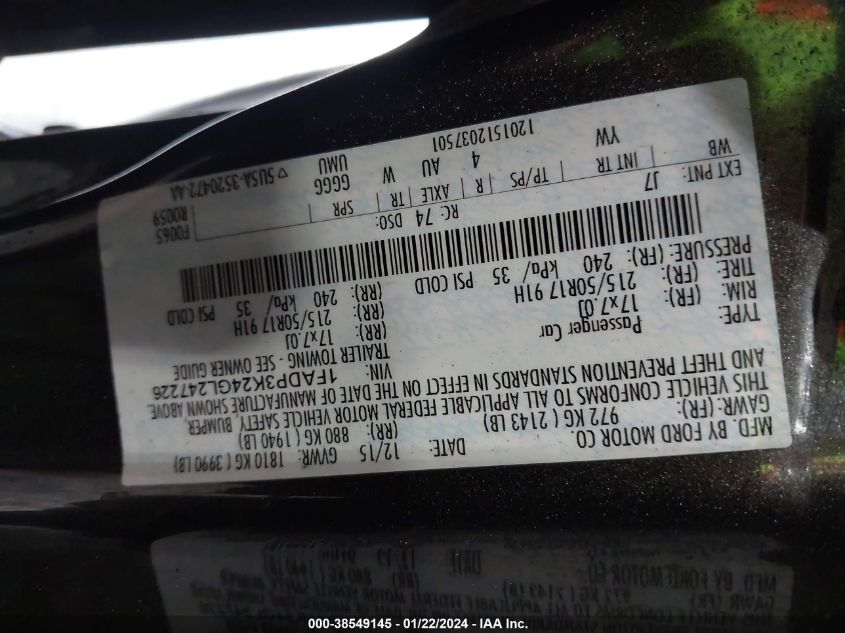 MFD. BY FORD MOTOR CO.
DATE: 12/15 GVWR: 1810 KG ( 3990 LB)
GAWR: (FR): 972 KG ( 2143 LB) (RR): 880 KG ( 1940 LB)
THIS VEHICLE CONFORMS TO ALL APPLICABLE FEDERAL MOTOR VEHICLE SAFETY, BUMPER,
AND THEFT PREVENTION STANDARDS IN EFFECT ON THE DATE OF MANUFACTURE SHOWN ABOVE.
VIN: 1FADP3K24GL247226
TYPE: Passenger Car TRAILER TOWING - SEE OWNER GUIDE
RIM: (FR): 17x7.0J (RR): 17x7.0J
TIRE: (FR): 215/50R17 91H (RR): 215/50R17 91H
PRESSURE: (FR): 240 kPa/ 35 PSI COLD (RR): 240 kPa/ 35 PSI COLD
EXT PNT: J7 RC: 74 DSO: F0065
R0059
WB INT TR TP/PS R AXLE TR SPR
YW 4 AU W GGGG
UMU
1201512037501 ▽ 5USA-3520472-AA
000-38549145 - 01/22/2024 - IAA Inc.